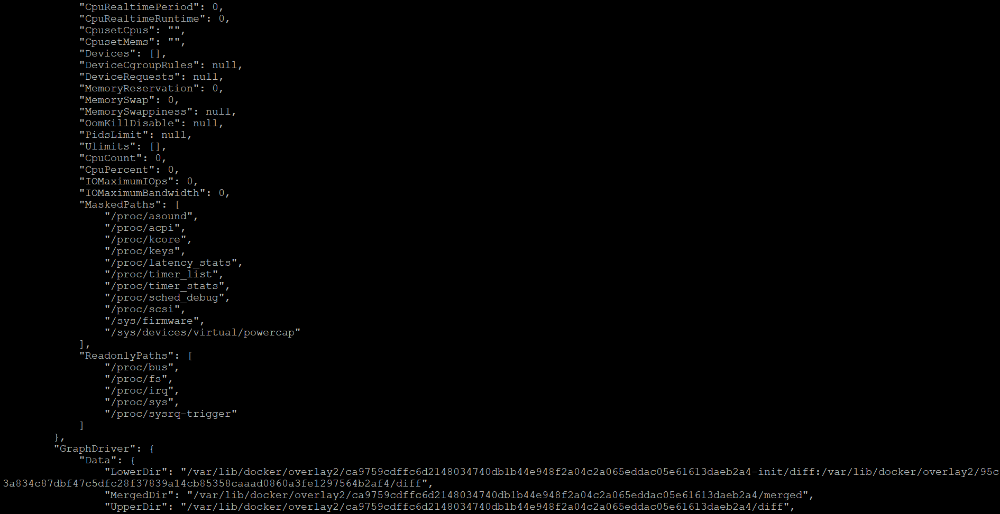 "CpuRealtimePeriod": 0,
"CpuRealtimeRuntime": 0,
"CpusetCpus": "",
"CpusetMems": "",
"Devices": [],
"DeviceCgroupRules": null,
"DeviceRequests": null,
"MemoryReservation": 0,
"MemorySwap": 0,
"MemorySwappiness": null,
"OomKillDisable": null,
"PidsLimit": null,
"Ulimits": [],
"CpuCount": 0,
"CpuPercent": 0,
"IOMaximumIOps": 0,
"IOMaximumBandwidth": 0,
"MaskedPaths": [
"/proc/asound",
"/proc/acpi",
"/proc/kcore",
"/proc/keys",
"/proc/latency_stats",
"/proc/timer_list",
"/proc/timer_stats",
"/proc/sched_debug",
"/proc/scsi",
"/sys/firmware",
"/sys/devices/virtual/powercap"
],
"ReadonlyPaths": [
"/proc/bus",
"/proc/fs",
"/proc/irq",
"/proc/sys",
"/proc/sysrq-trigger"
]
},
"GraphDriver": {
"Data": {
"LowerDir": "/var/lib/docker/overlay2/ca9759cdffc6d2148034740db1b44e948f2a04c2a065eddac05e61613daeb2a4-init/diff:/var/lib/docker/overlay2/95c
3a834c87dbf47c5dfc28f37839a14cb85358caaad0860a3fe1297564b2af4/diff",
"MergedDir": "/var/lib/docker/overlay2/ca9759cdffc6d2148034740db1b44e948f2a04c2a065eddac05e61613daeb2a4/merged",
"UpperDir": "/var/lib/docker/overlay2/ca9759cdffc6d2148034740db1b44e948f2a04c2a065eddac05e61613daeb2a4/diff",